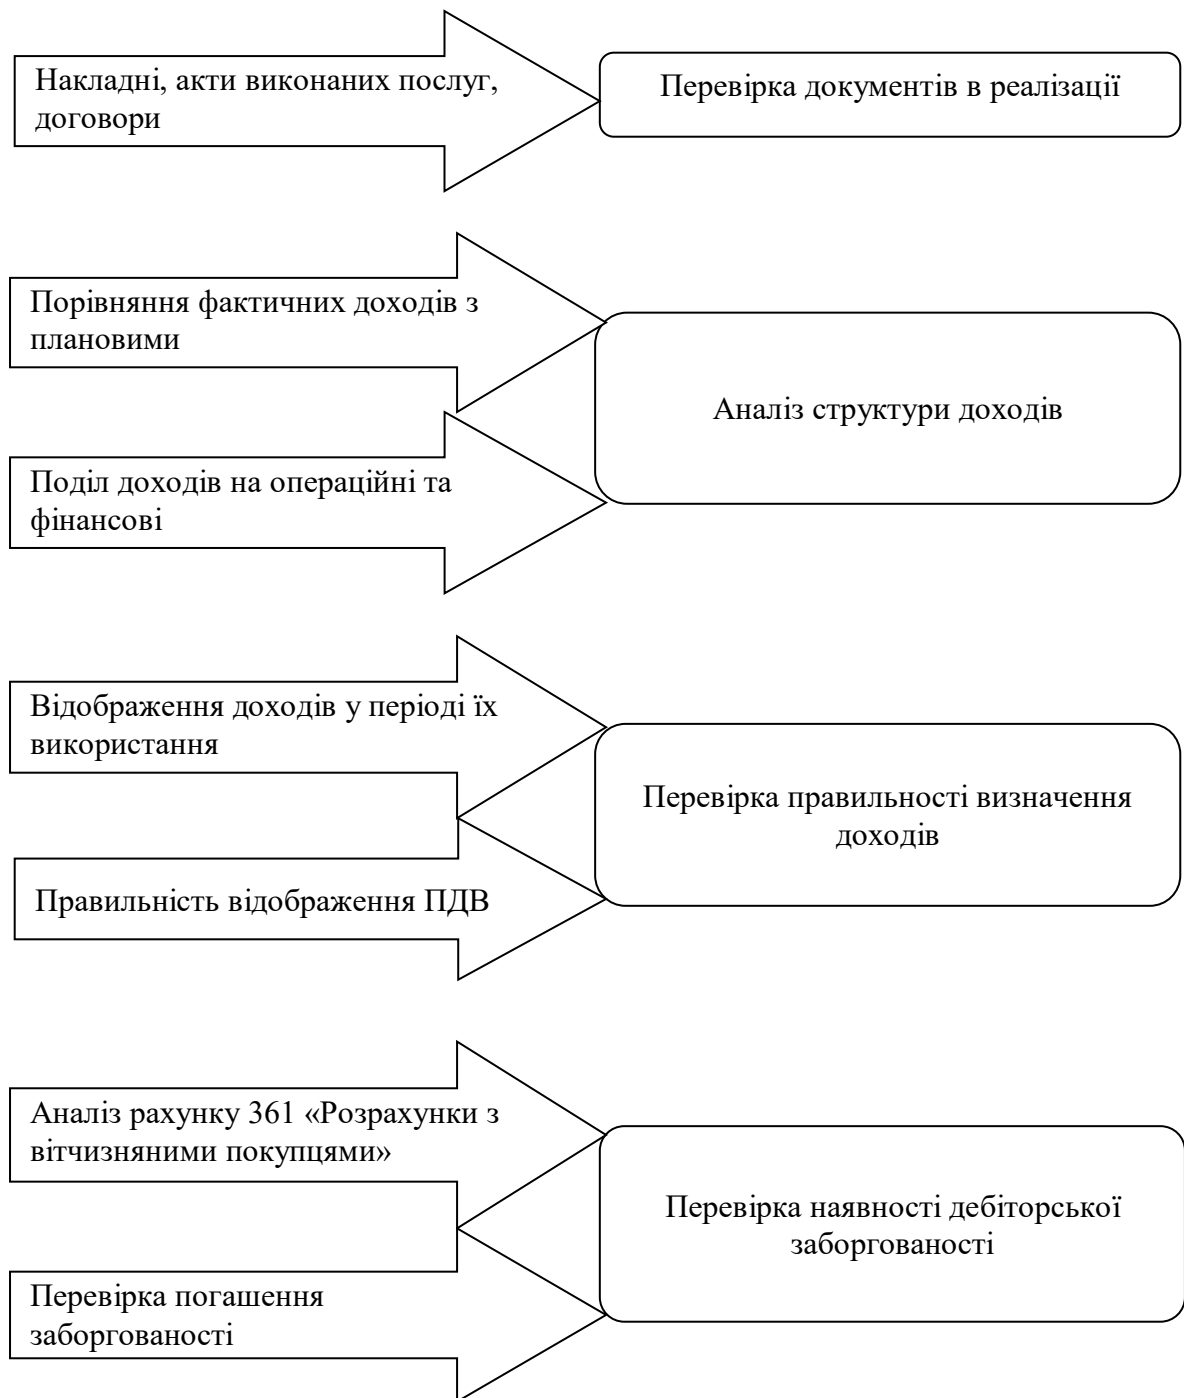 Накладні, акти виконаних послуг,
договори
Перевірка документів в реалізації
Порівняння фактичних доходів з
плановими
Поділ доходів на операційні та
фінансові
Аналіз структури доходів
Відображення доходів у періоді їх
використання
Правильність відображення ПДВ
Перевірка правильності визначення
доходів
Аналіз рахунку 361 «Розрахунки з
вітчизняними покупцями»
Перевірка погашення
заборгованості
Перевірка наявності дебіторської
заборгованості